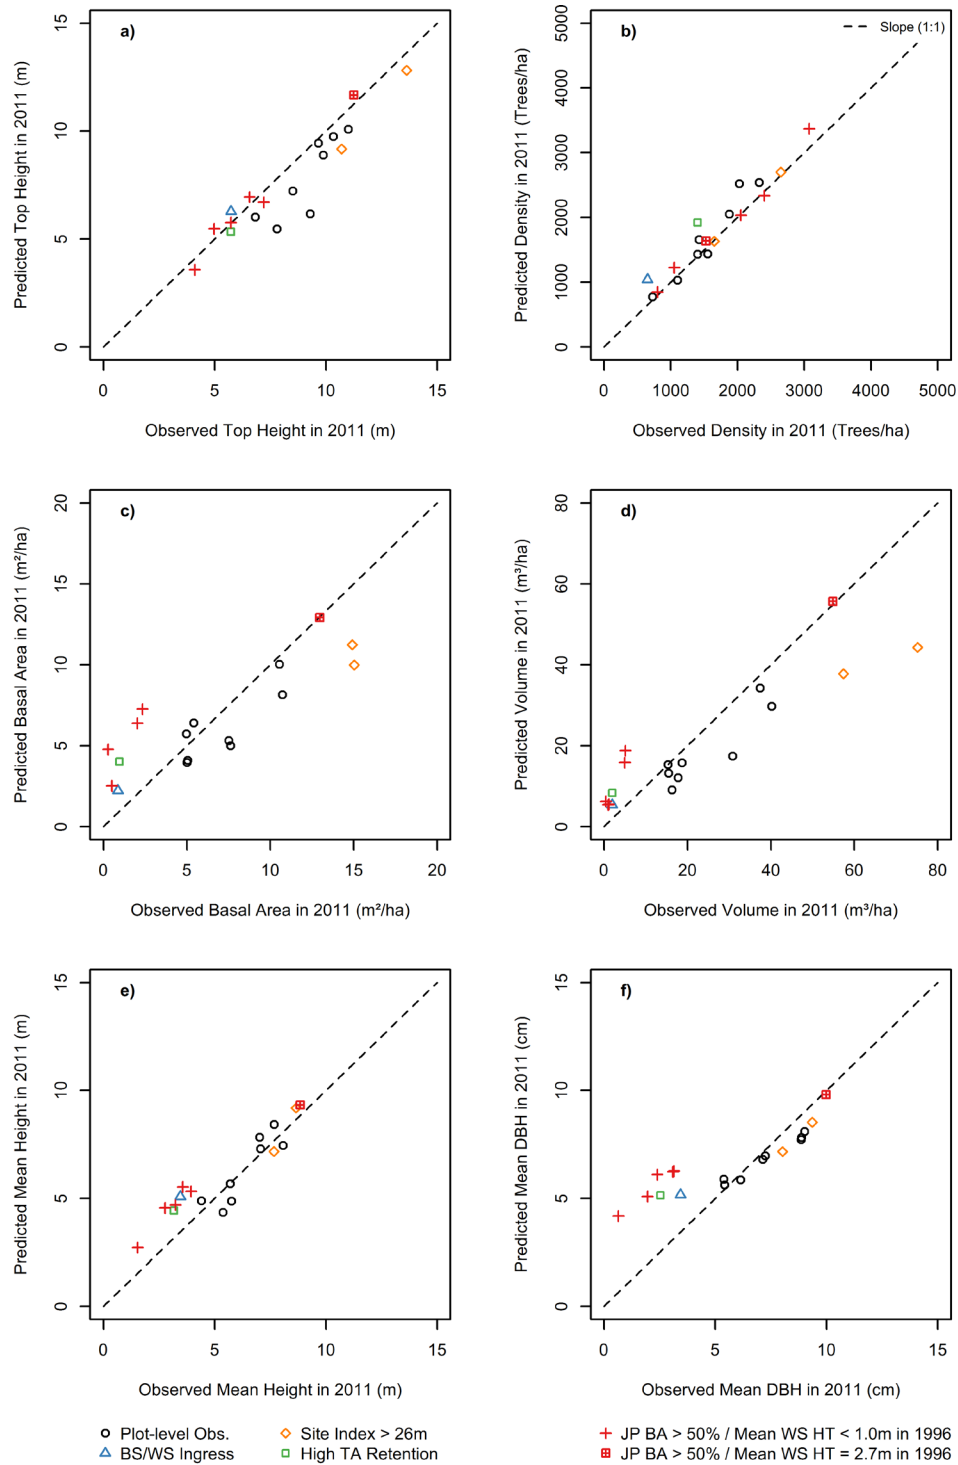 a)
15
10
5
0
Predicted Top Height in 2011 (m)
0 5 10 15
Observed Top Height in 2011 (m)
b)
Slope (1:1)
5000
4000
3000
2000
1000
0
Predicted Density in 2011 (Trees/ha)
0 1000 2000 3000 4000 5000
Observed Density in 2011 (Trees/ha)
c)
20
15
10
5
0
Predicted Basal Area in 2011 (m²/ha)
0 5 10 15 20
Observed Basal Area in 2011 (m²/ha)
d)
80
60
40
20
0
Predicted Volume in 2011 (m³/ha)
0 20 40 60 80
Observed Volume in 2011 (m³/ha)
e)
15
10
5
0
Predicted Mean Height in 2011 (m)
0 5 10 15
Observed Mean Height in 2011 (m)
f)
15
10
5
0
Predicted Mean DBH in 2011 (cm)
0 5 10 15
Observed Mean DBH in 2011 (cm)
Plot-level Obs.
BS/WS Ingress
Site Index > 26m
High TA Retention
JP BA > 50% / Mean WS HT < 1.0m in 1996
JP BA > 50% / Mean WS HT = 2.7m in 1996